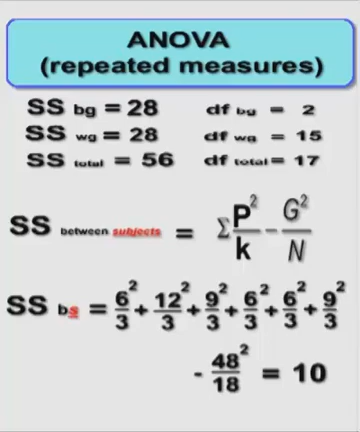 ANOVA
(repeated measures)
SS bg = 28 df bg = 2
SS wg = 28 df wg = 15
SS total = 56 df total = 17
SS between subjects = ΣP²/k - G²/N
SS bs = 6²/3 + 12²/3 + 9²/3 + 6²/3 + 6²/3 + 9²/3
- 48²/18 = 10